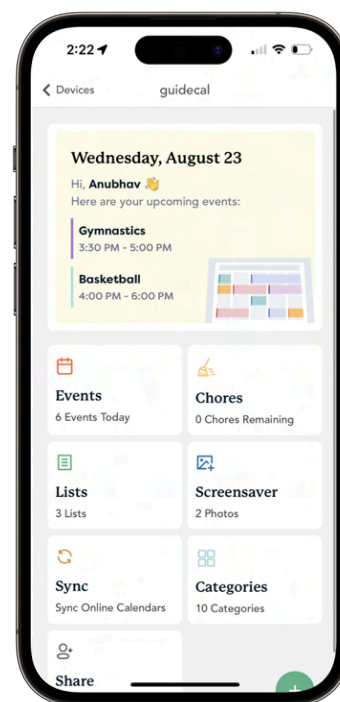 2:22
Devices
guidecal
Wednesday, August 23
Hi, Anubhav 👋
Here are your upcoming events:
Gymnastics
3:30 PM - 5:00 PM
Basketball
4:00 PM - 6:00 PM
Events
6 Events Today
Chores
0 Chores Remaining
Lists
3 Lists
Screensaver
2 Photos
Sync
Sync Online Calendars
Categories
10 Categories
Share